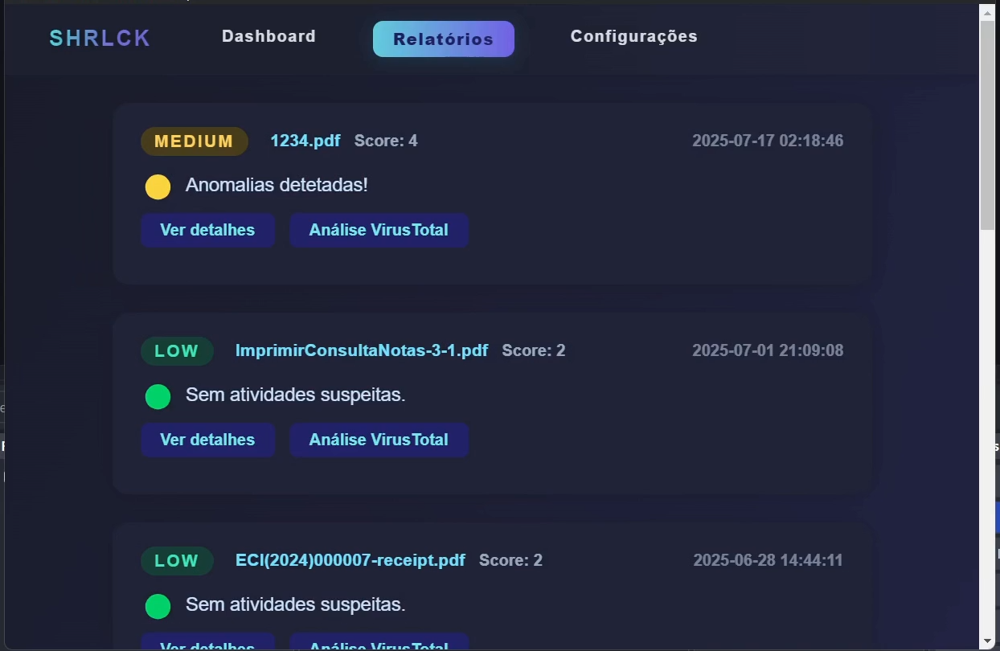 SHRLCK Dashboard Relatórios Configurações
MEDIUM 1234.pdf Score: 4 2025-07-17 02:18:46
Anomalias detetadas!
Ver detalhes Análise VirusTotal
LOW ImprimirConsultaNotas-3-1.pdf Score: 2 2025-07-01 21:09:08
Sem atividades suspeitas.
Ver detalhes Análise VirusTotal
LOW ECI(2024)000007-receipt.pdf Score: 2 2025-06-28 14:44:11
Sem atividades suspeitas.
Ver detalhes Análise VirusTotal